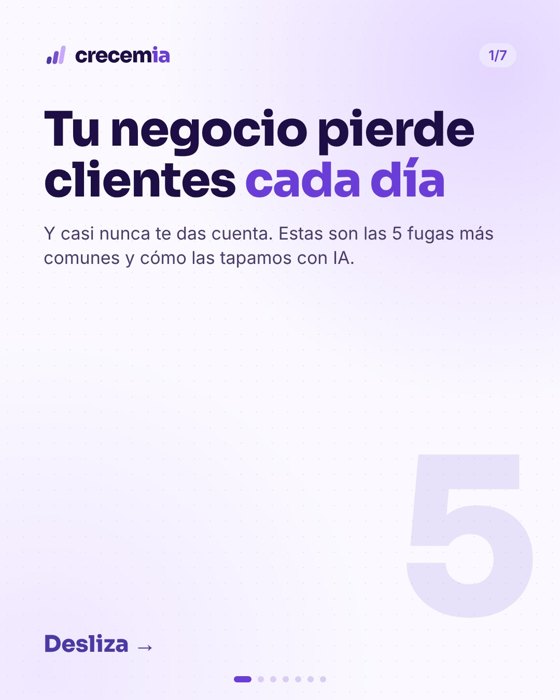 crecemia
1/7
Tu negocio pierde
clientes cada día
Y casi nunca te das cuenta. Estas son las 5 fugas más
comunes y cómo las tapamos con IA.
5
Desliza →